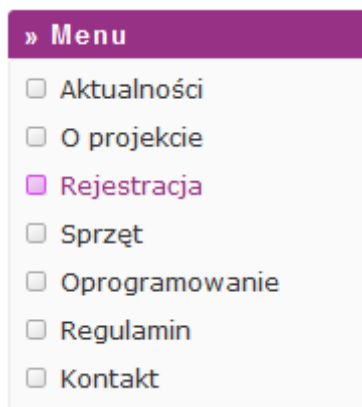 » Menu
Aktualności
O projekcie
Rejestracja
Sprzęt
Oprogramowanie
Regulamin
Kontakt